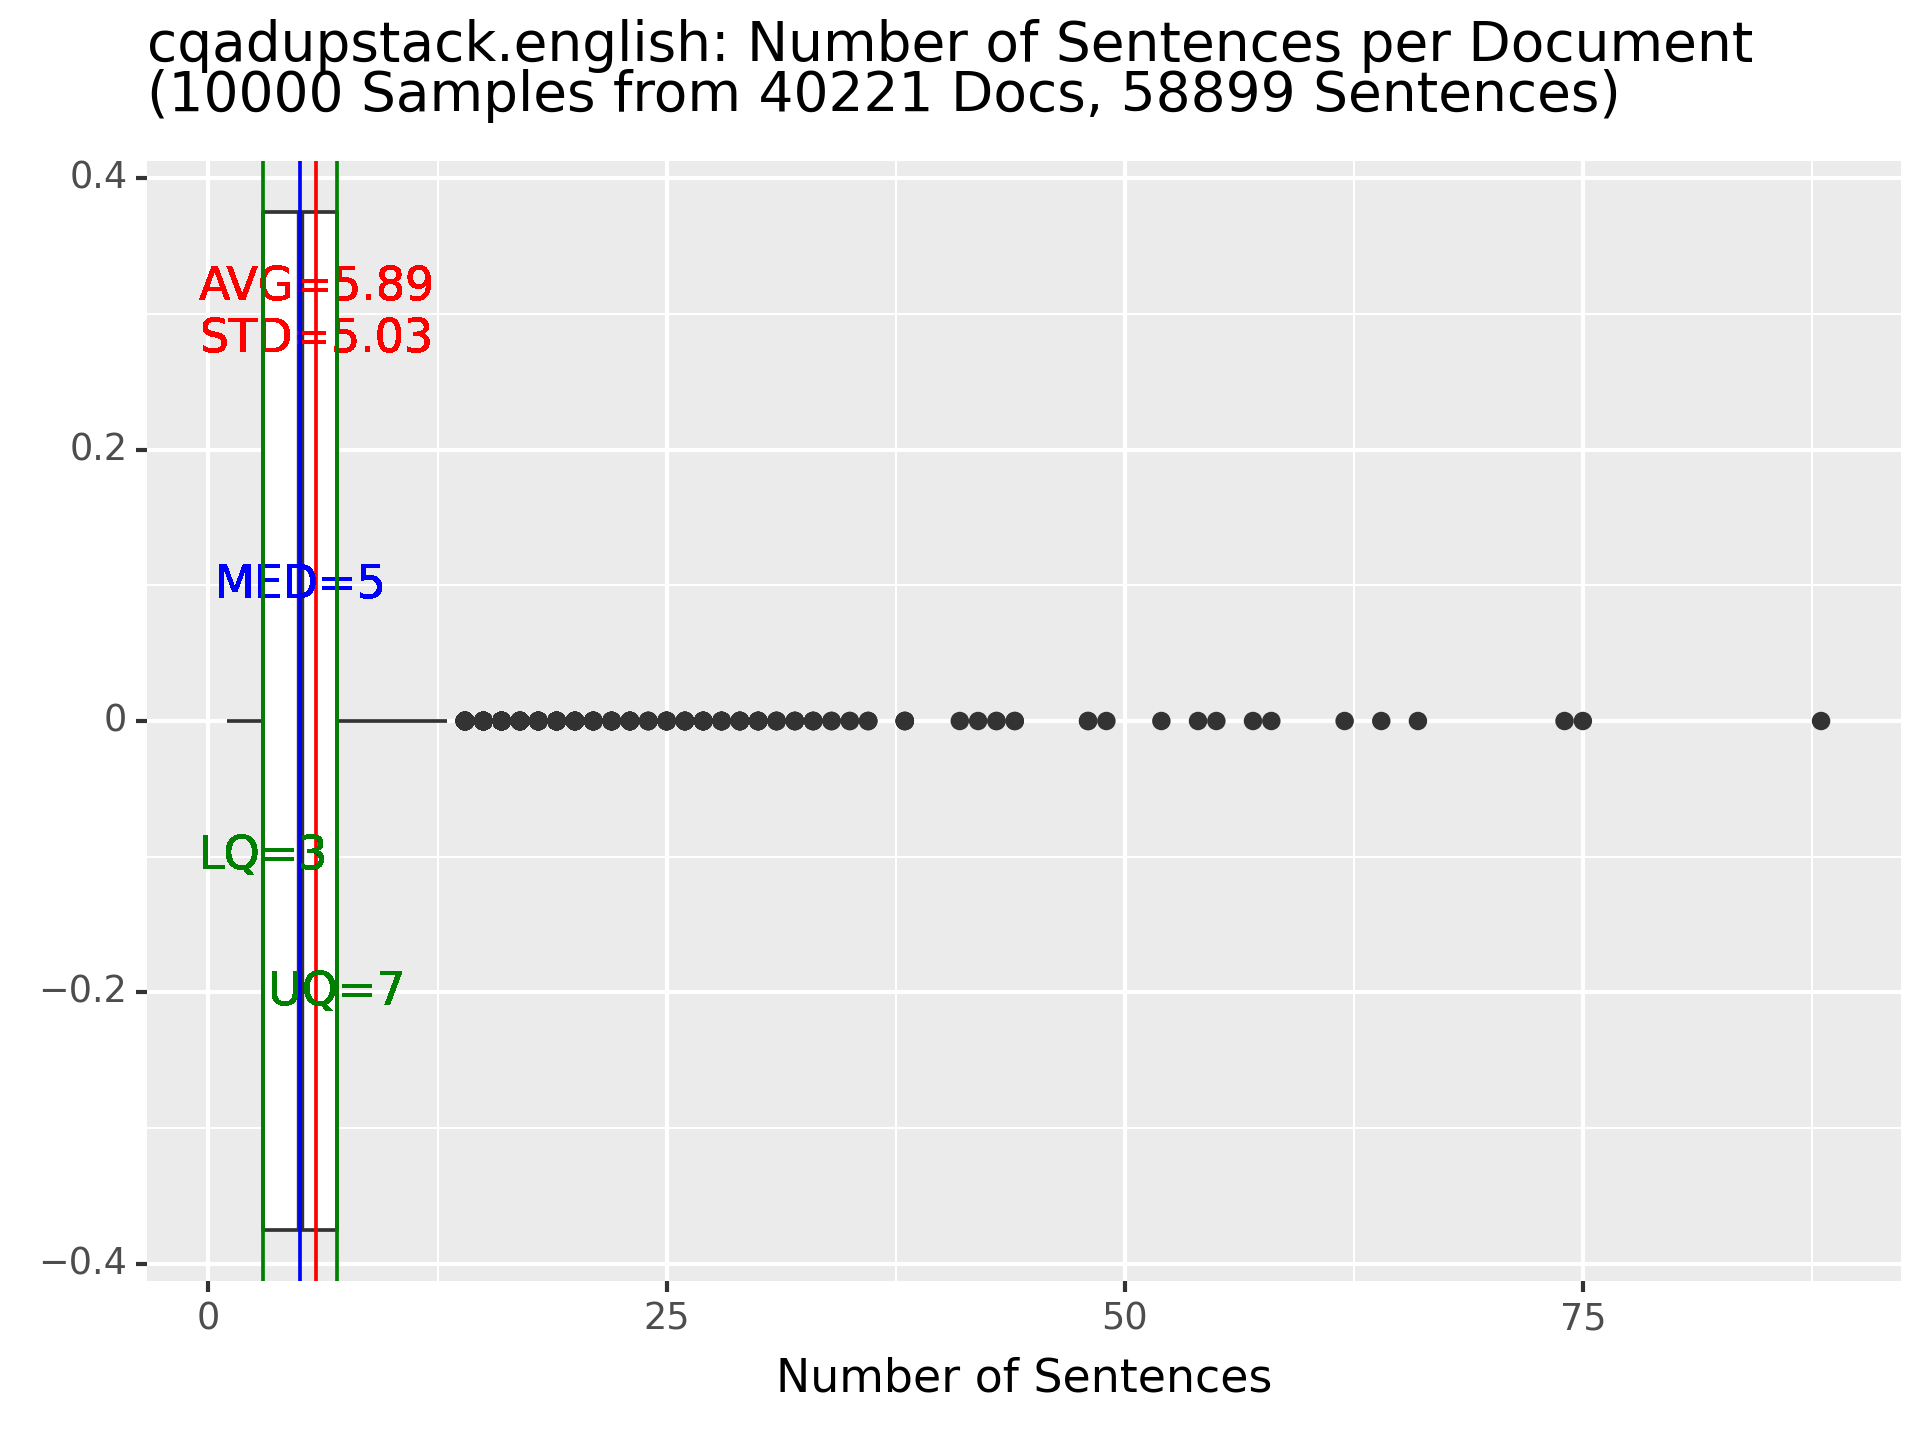 cqadupstack.english: Number of Sentences per Document
(10000 Samples from 40221 Docs, 58899 Sentences)
0.4
AVG=5.89
STD=5.03
0.2
MED=5
0
LQ=3
−0.2
UQ=7
−0.4
0 25 50 75
Number of Sentences